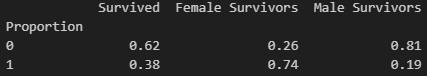 Survived Female Survivors Male Survivors
Proportion
0 0.62 0.26 0.81
1 0.38 0.74 0.19